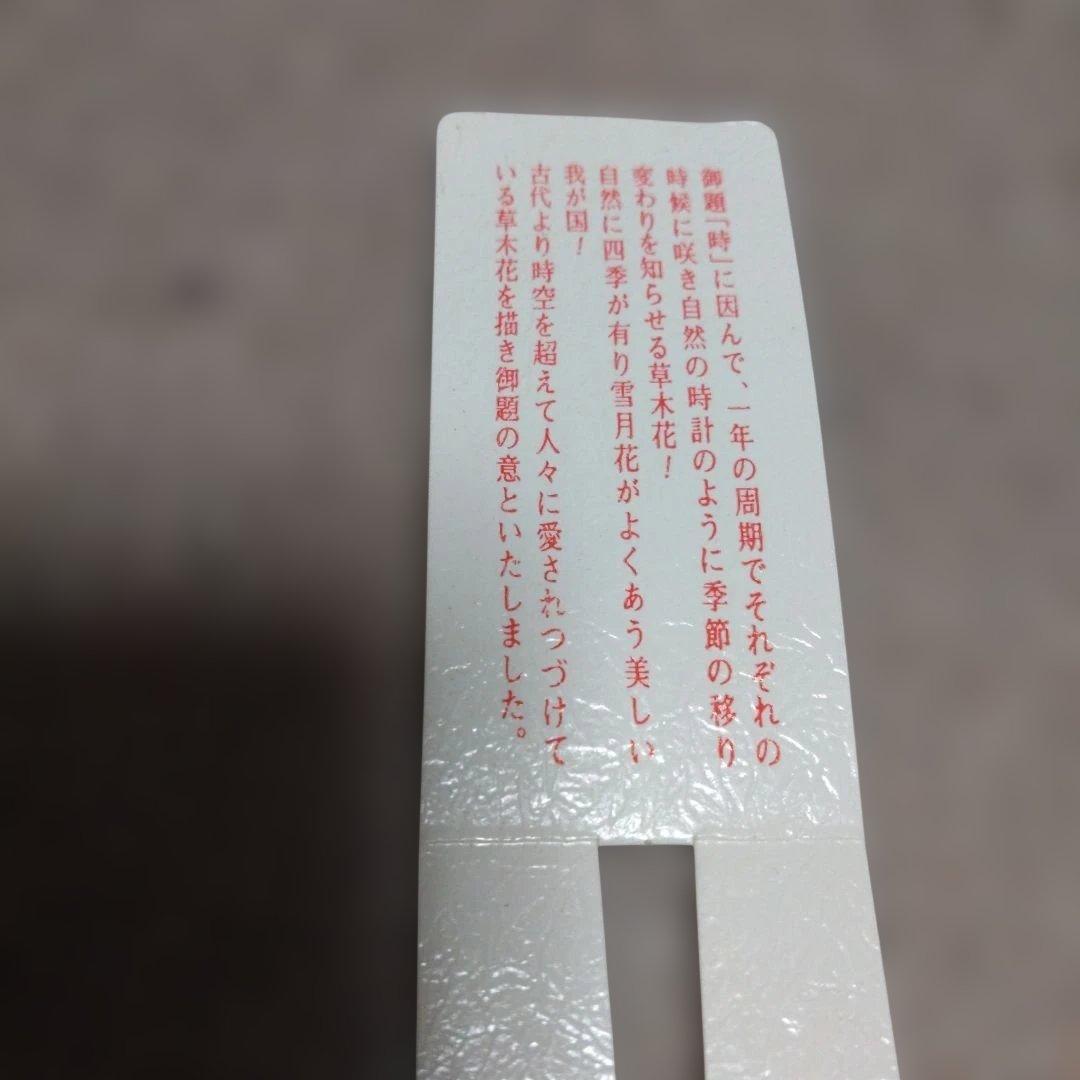 御題「時」に因んで、一年の周期でそれぞれの
時候に咲き自然の時計のように季節の移り
変わりを知らせる草木花！
自然に四季が有り雪月花がよくあう美しい
我が国！
古代より時空を超えて人々に愛されつづけて
いる草木花を描き御題の意といたしました。